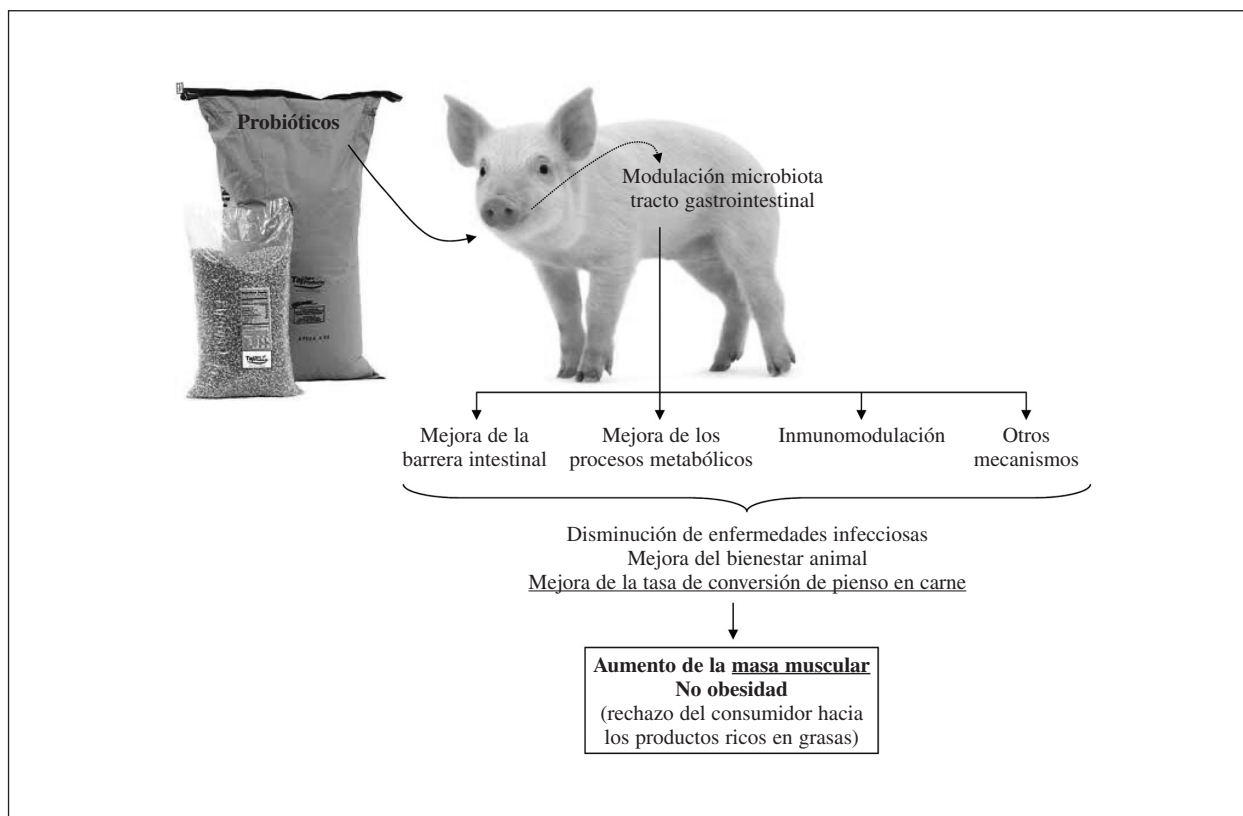 Probióticos
Modulación microbiota
tracto gastrointestinal
Mejora de la
barrera intestinal
Mejora de los
procesos metabólicos
Inmunomodulación
Otros
mecanismos
Disminución de enfermedades infecciosas
Mejora del bienestar animal
Mejora de la tasa de conversión de pienso en carne
Aumento de la masa muscular
No obesidad
(rechazo del consumidor hacia
los productos ricos en grasas)